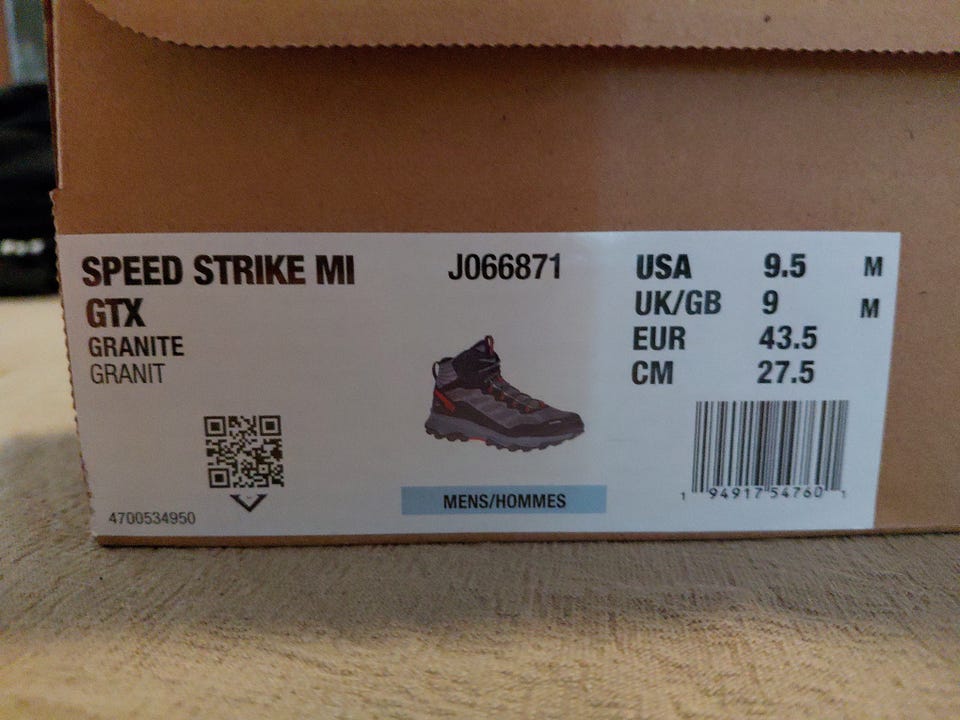 SPEED STRIKE MI
GTX
GRANITE
GRANIT
4700534950
J066871
MENS/HOMMES
USA 9.5 M
UK/GB 9 M
EUR 43.5
CM 27.5
1 94917 54760 1